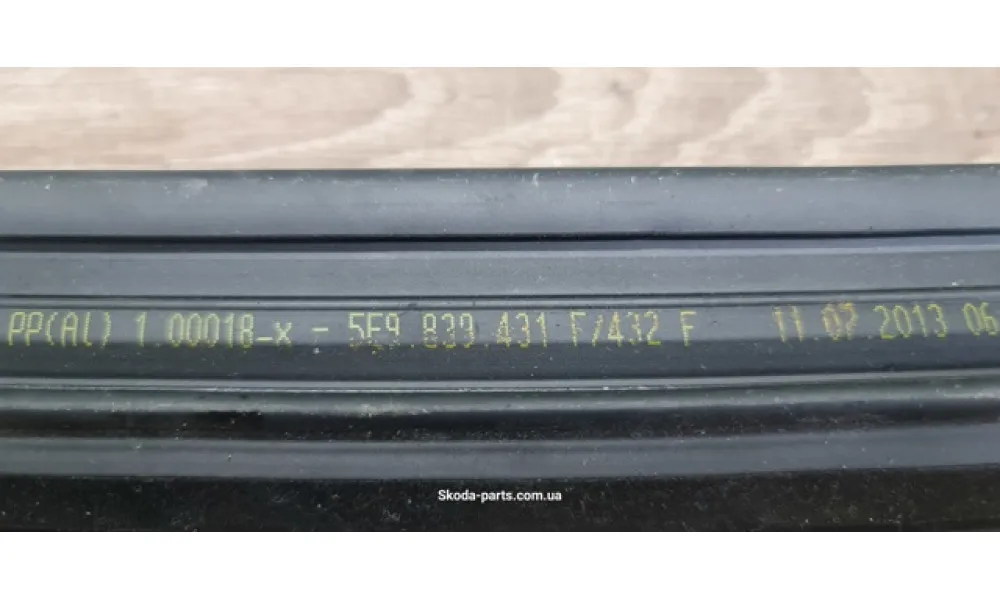 PP(AL) 1.00018-x - 5E9.839 431 F/432 F 11.07 2013 06
Skoda-parts.com.ua